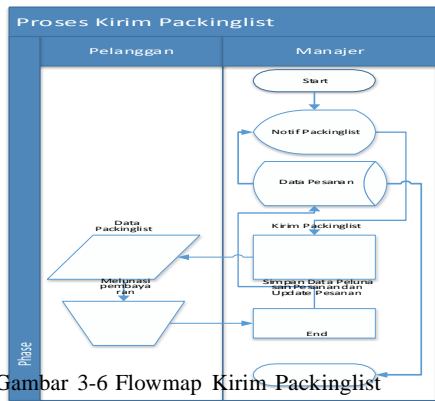 Proses Kirim Packinglist
Pelanggan
Manajer
Start
Notif Packinglist
Data Pesanan
Kirim Packinglist
Data
Packinglist
Melunasi
pembaya
ran
Simpan Data Peluna
san Pesanan dan
Update Pesanan
End
Phase
Gambar 3-6 Flowmap Kirim Packinglist